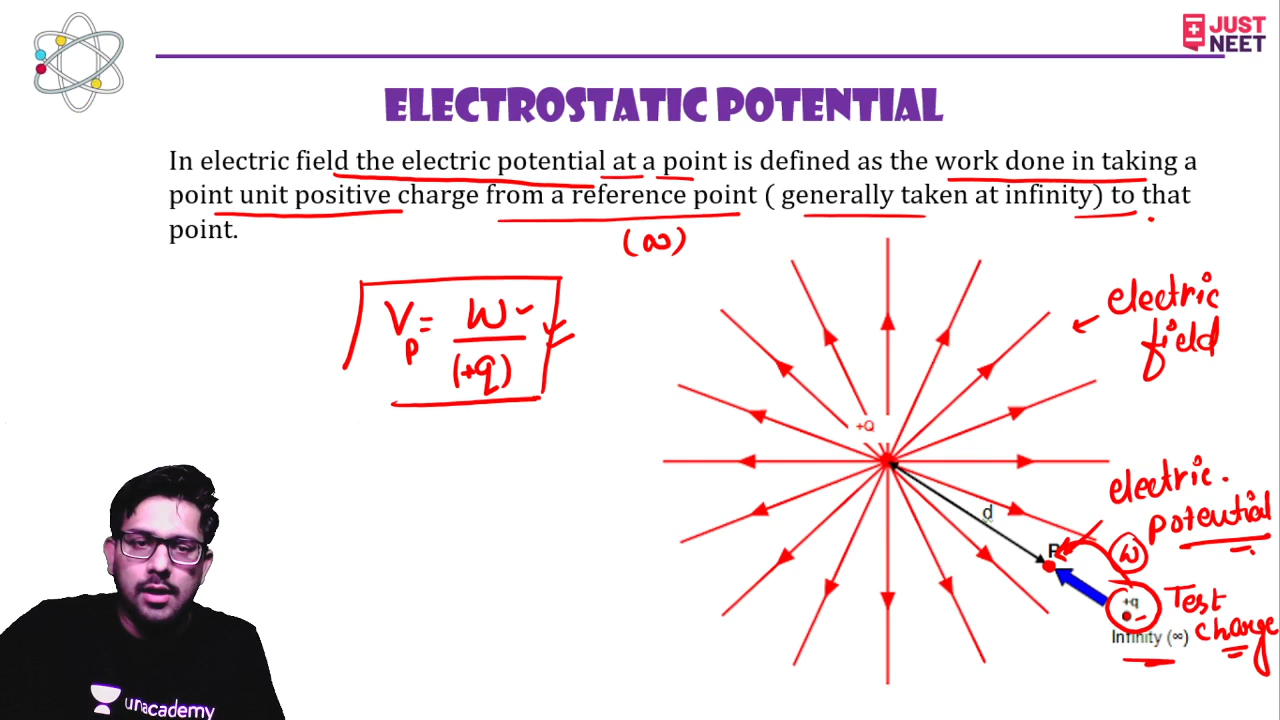 JUST
NEET
ELECTROSTATIC POTENTIAL
In electric field the electric potential at a point is defined as the work done in taking a
point unit positive charge from a reference point ( generally taken at infinity) to that
point.
(∞)
V_P = W / (+q)
electric
field
+Q
electric.
potential
d
P
W
+q
Test
charge
Infinity (∞)
unacademy